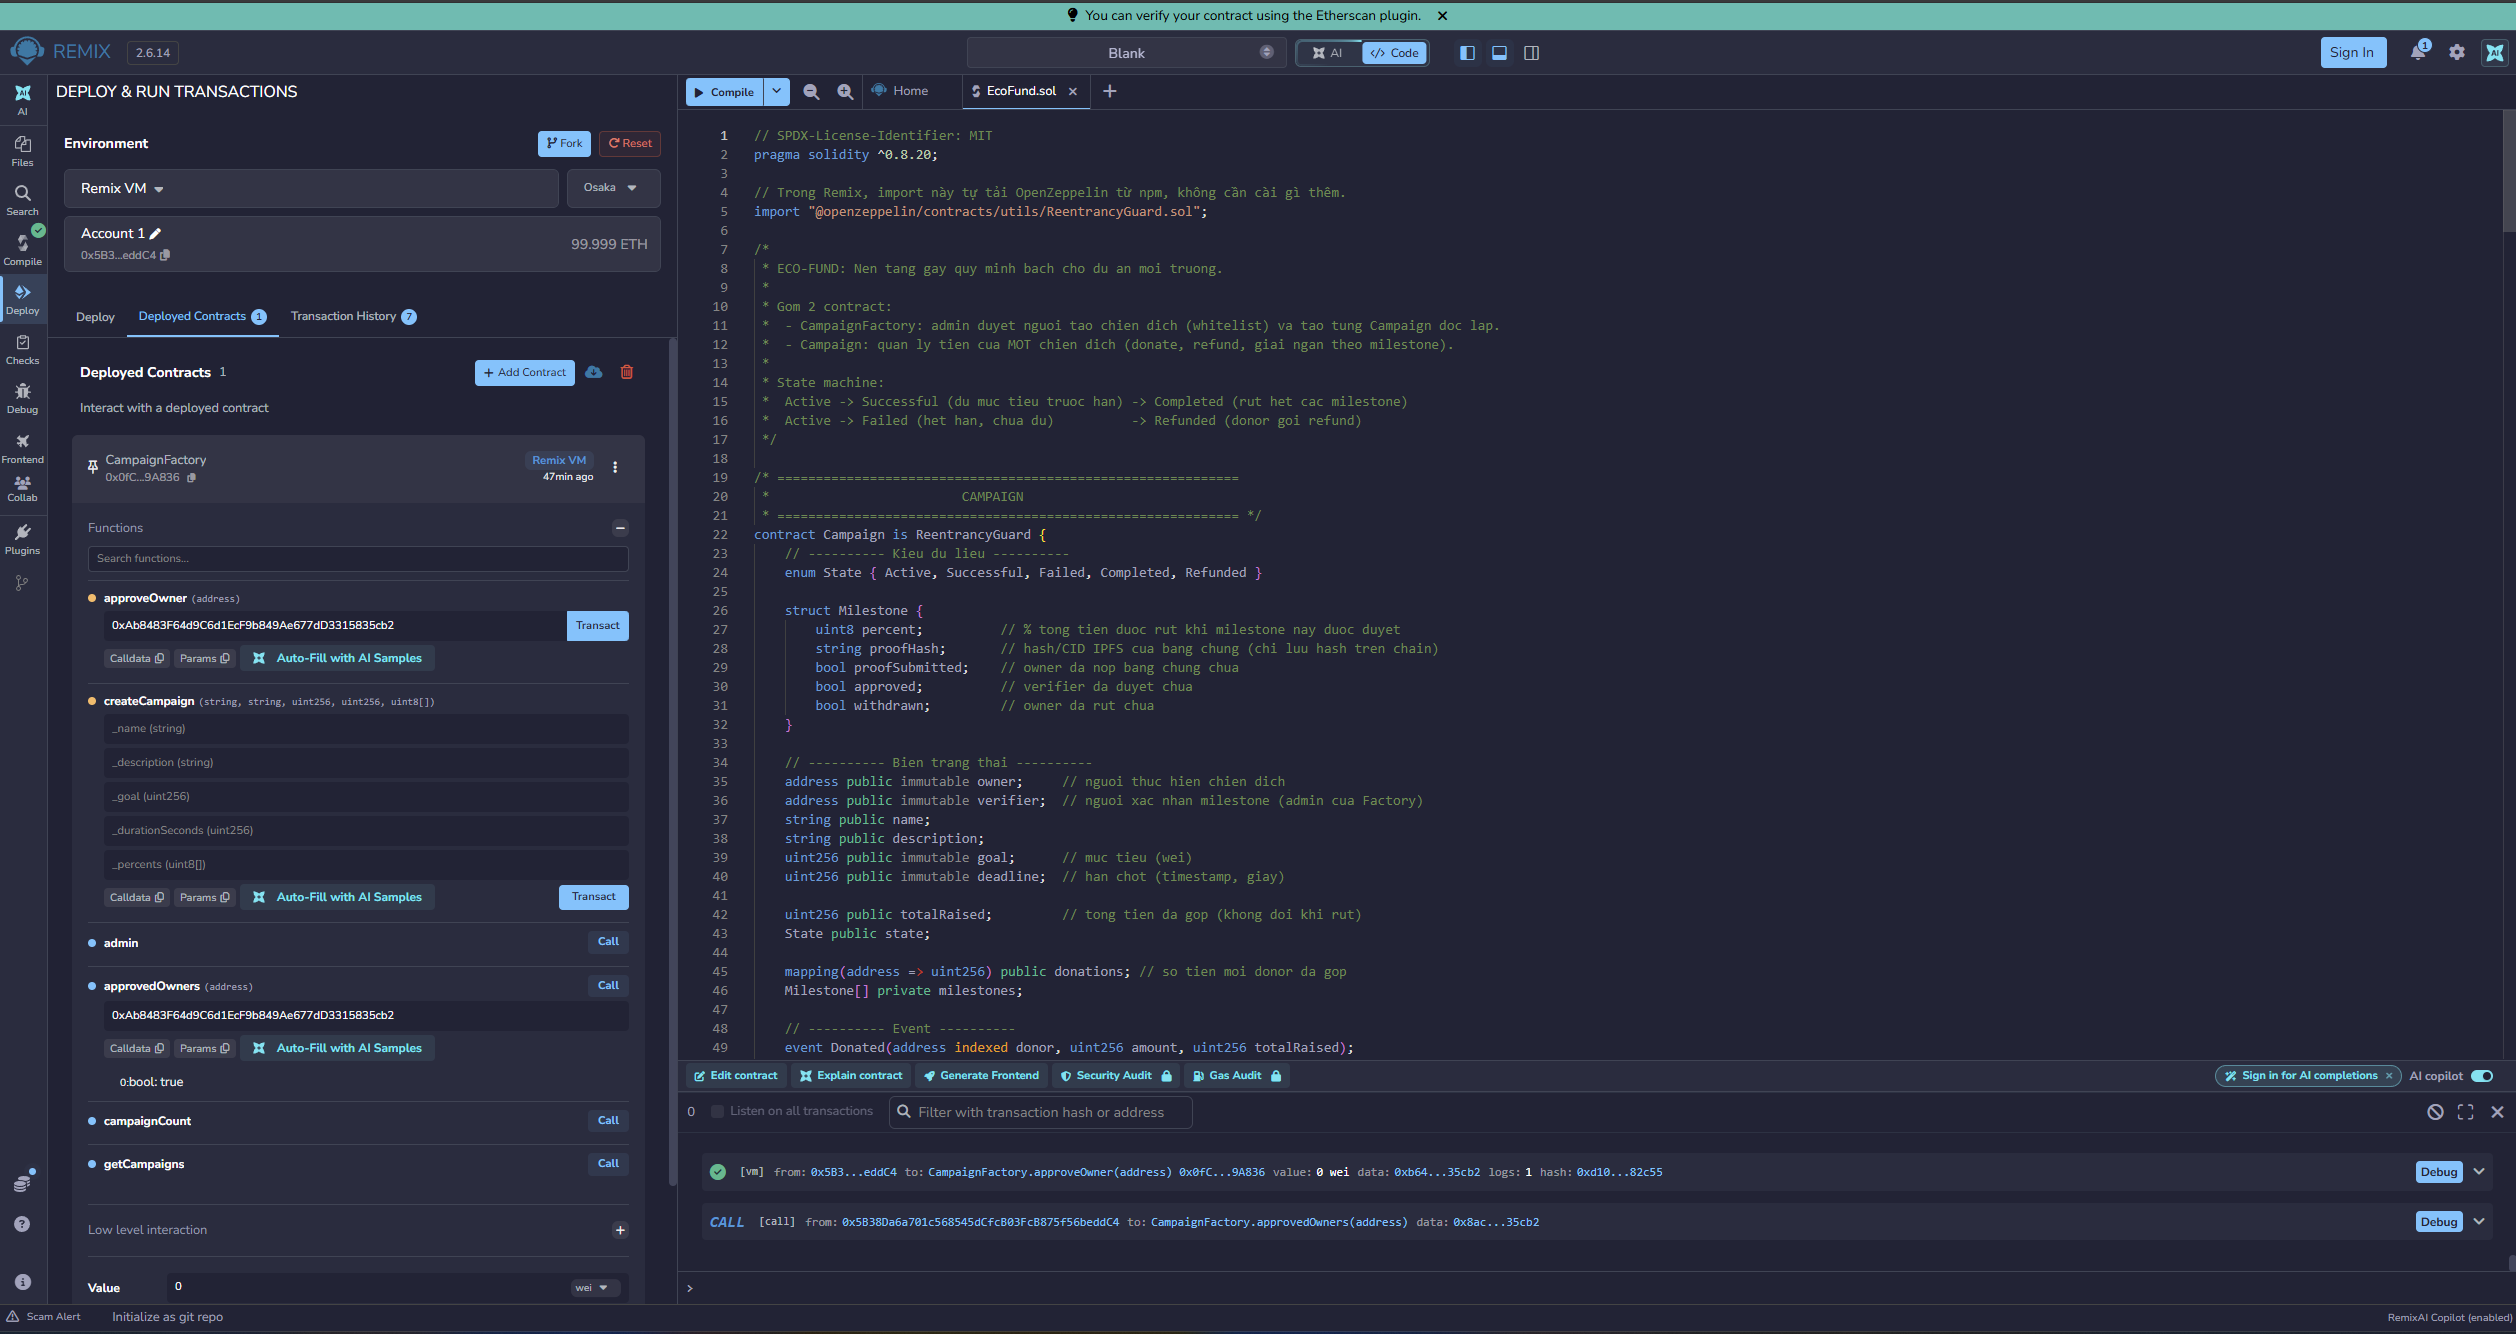 You can verify your contract using the Etherscan plugin.
REMIX 2.6.14
Blank
AI
Code
Sign In
1
DEPLOY & RUN TRANSACTIONS
AI
Files
Search
Compile
Deploy
Checks
Debug
Frontend
Collab
Plugins
Environment
Fork
Reset
Remix VM
Osaka
Account 1
0x5B3...eddC4
99.999 ETH
Deploy
Deployed Contracts 1
Transaction History 7
Deployed Contracts 1
+ Add Contract
Interact with a deployed contract
CampaignFactory
0x0fC...9A836
Remix VM
47min ago
Functions
Search functions...
approveOwner (address)
0xAb8483F64d9C6d1EcF9b849Ae677dD3315835cb2
Transact
Calldata
Params
Auto-Fill with AI Samples
createCampaign (string, string, uint256, uint256, uint8[])
_name (string)
_description (string)
_goal (uint256)
_durationSeconds (uint256)
_percents (uint8[])
Calldata
Params
Auto-Fill with AI Samples
Transact
admin
Call
approvedOwners (address)
Call
0xAb8483F64d9C6d1EcF9b849Ae677dD3315835cb2
Calldata
Params
Auto-Fill with AI Samples
0:bool: true
campaignCount
Call
getCampaigns
Call
Low level interaction
Value
0
wei
Compile
Home
EcoFund.sol
1 // SPDX-License-Identifier: MIT
2 pragma solidity ^0.8.20;
3
4 // Trong Remix, import này tự tải OpenZeppelin từ npm, không cần cài gì thêm.
5 import "@openzeppelin/contracts/utils/ReentrancyGuard.sol";
6
7 /*
8 * ECO-FUND: Nen tang gay quy minh bach cho du an moi truong.
9 *
10 * Gom 2 contract:
11 * - CampaignFactory: admin duyet nguoi tao chien dich (whitelist) va tao tung Campaign doc lap.
12 * - Campaign: quan ly tien cua MOT chien dich (donate, refund, giai ngan theo milestone).
13 *
14 * State machine:
15 * Active -> Successful (du muc tieu truoc han) -> Completed (rut het cac milestone)
16 * Active -> Failed (het han, chua du) -> Refunded (donor goi refund)
17 */
18
19 /* ============================================================
20 * CAMPAIGN
21 * ============================================================ */
22 contract Campaign is ReentrancyGuard {
23 // ---------- Kieu du lieu ----------
24 enum State { Active, Successful, Failed, Completed, Refunded }
25
26 struct Milestone {
27 uint8 percent; // % tong tien duoc rut khi milestone nay duoc duyet
28 string proofHash; // hash/CID IPFS cua bang chung (chi luu hash tren chain)
29 bool proofSubmitted; // owner da nop bang chung chua
30 bool approved; // verifier da duyet chua
31 bool withdrawn; // owner da rut chua
32 }
33
34 // ---------- Bien trang thai ----------
35 address public immutable owner; // nguoi thuc hien chien dich
36 address public immutable verifier; // nguoi xac nhan milestone (admin cua Factory)
37 string public name;
38 string public description;
39 uint256 public immutable goal; // muc tieu (wei)
40 uint256 public immutable deadline; // han chot (timestamp, giay)
41
42 uint256 public totalRaised; // tong tien da gop (khong doi khi rut)
43 State public state;
44
45 mapping(address => uint256) public donations; // so tien moi donor da gop
46 Milestone[] private milestones;
47
48 // ---------- Event ----------
49 event Donated(address indexed donor, uint256 amount, uint256 totalRaised);
Edit contract
Explain contract
Generate Frontend
Security Audit
Gas Audit
Sign in for AI completions ×
AI copilot
0
Listen on all transactions
Filter with transaction hash or address
[vm] from: 0x5B3...eddC4 to: CampaignFactory.approveOwner(address) 0x0fC...9A836 value: 0 wei data: 0xb64...35cb2 logs: 1 hash: 0xd10...82c55
Debug
CALL [call] from: 0x5B38Da6a701c568545dCfcB03FcB875f56beddC4 to: CampaignFactory.approvedOwners(address) data: 0x8ac...35cb2
Debug
>
Scam Alert
Initialize as git repo
RemixAI Copilot (enabled)